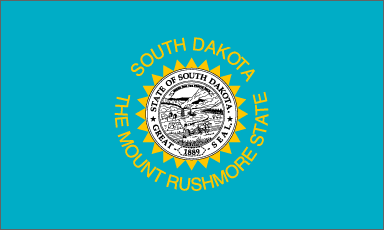 SOUTH DAKOTA
STATE OF SOUTH DAKOTA
GREAT SEAL
1889
THE MOUNT RUSHMORE STATE